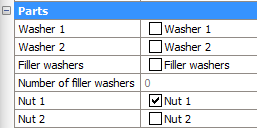 Parts
Washer 1 Washer 1
Washer 2 Washer 2
Filler washers Filler washers
Number of filler washers 0
Nut 1 Nut 1
Nut 2 Nut 2